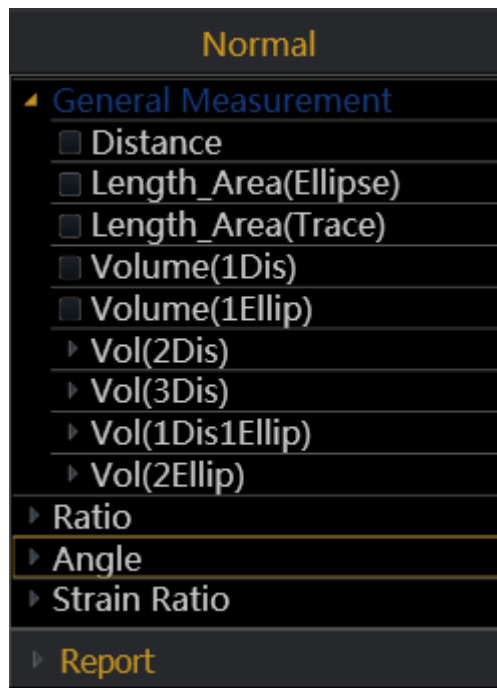 Normal
General Measurement
Distance
Length_Area(Ellipse)
Length_Area(Trace)
Volume(1Dis)
Volume(1Ellip)
Vol(2Dis)
Vol(3Dis)
Vol(1Dis1Ellip)
Vol(2Ellip)
Ratio
Angle
Strain Ratio
Report